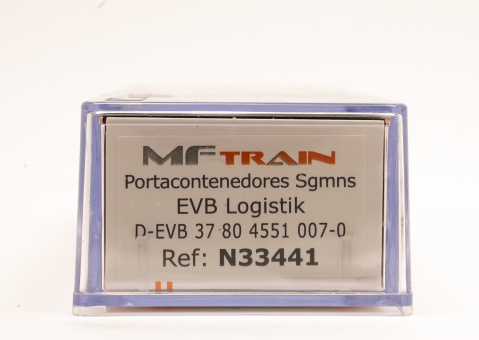 MFTRAIN
Portacontenedores Sgmns
EVB Logistik
D-EVB 37 80 4551 007-0
Ref: N33441